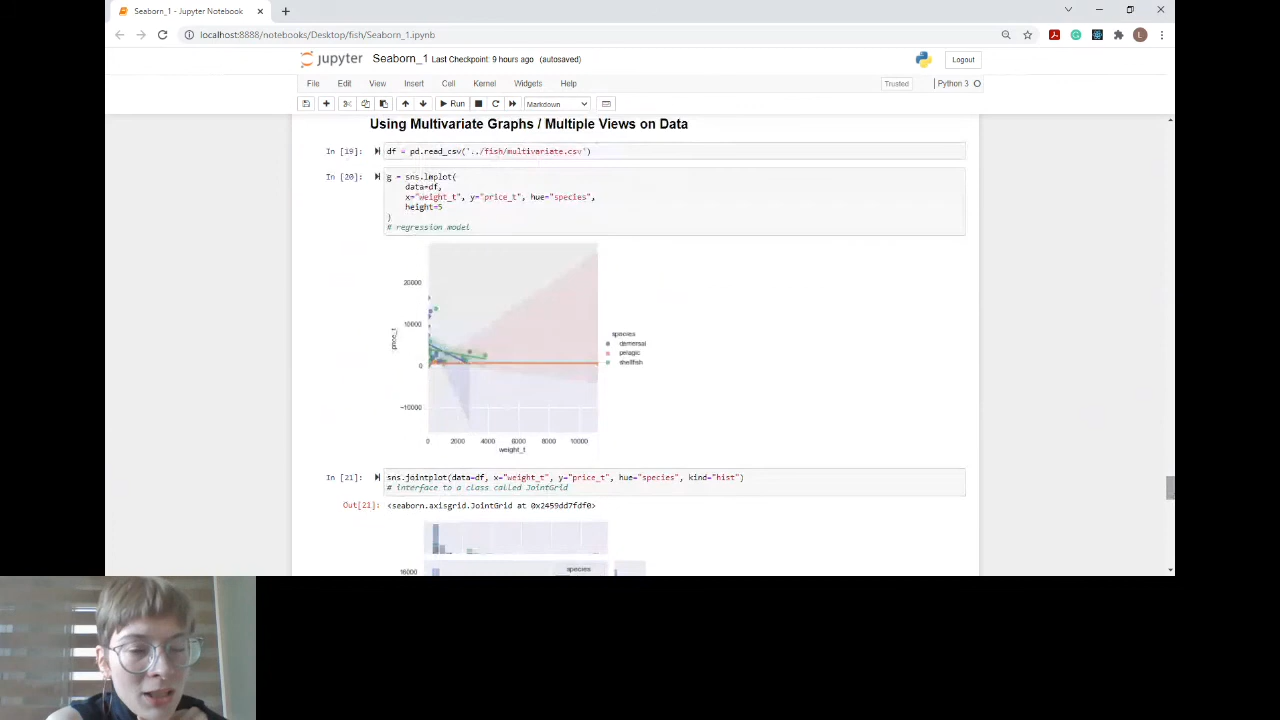 Seaborn_1 - Jupyter Notebook
localhost:8888/notebooks/Desktop/fish/Seaborn_1.ipynb
L
jupyter Seaborn_1 Last Checkpoint: 9 hours ago (autosaved)
Logout
File Edit View Insert Cell Kernel Widgets Help
Trusted
Python 3
Run
Markdown
Using Multivariate Graphs / Multiple Views on Data
In [19]: df = pd.read_csv('../fish/multivariate.csv')
In [20]: g = sns.lmplot(
data=df,
x="weight_t", y="price_t", hue="species",
height=5
)
# regression model
20000
10000
0
-10000
price_t
species
demersal
pelagic
shellfish
0 2000 4000 6000 8000 10000
weight_t
In [21]: sns.jointplot(data=df, x="weight_t", y="price_t", hue="species", kind="hist")
# interface to a class called JointGrid
Out[21]: <seaborn.axisgrid.JointGrid at 0x2459dd7fdf0>
16000
species